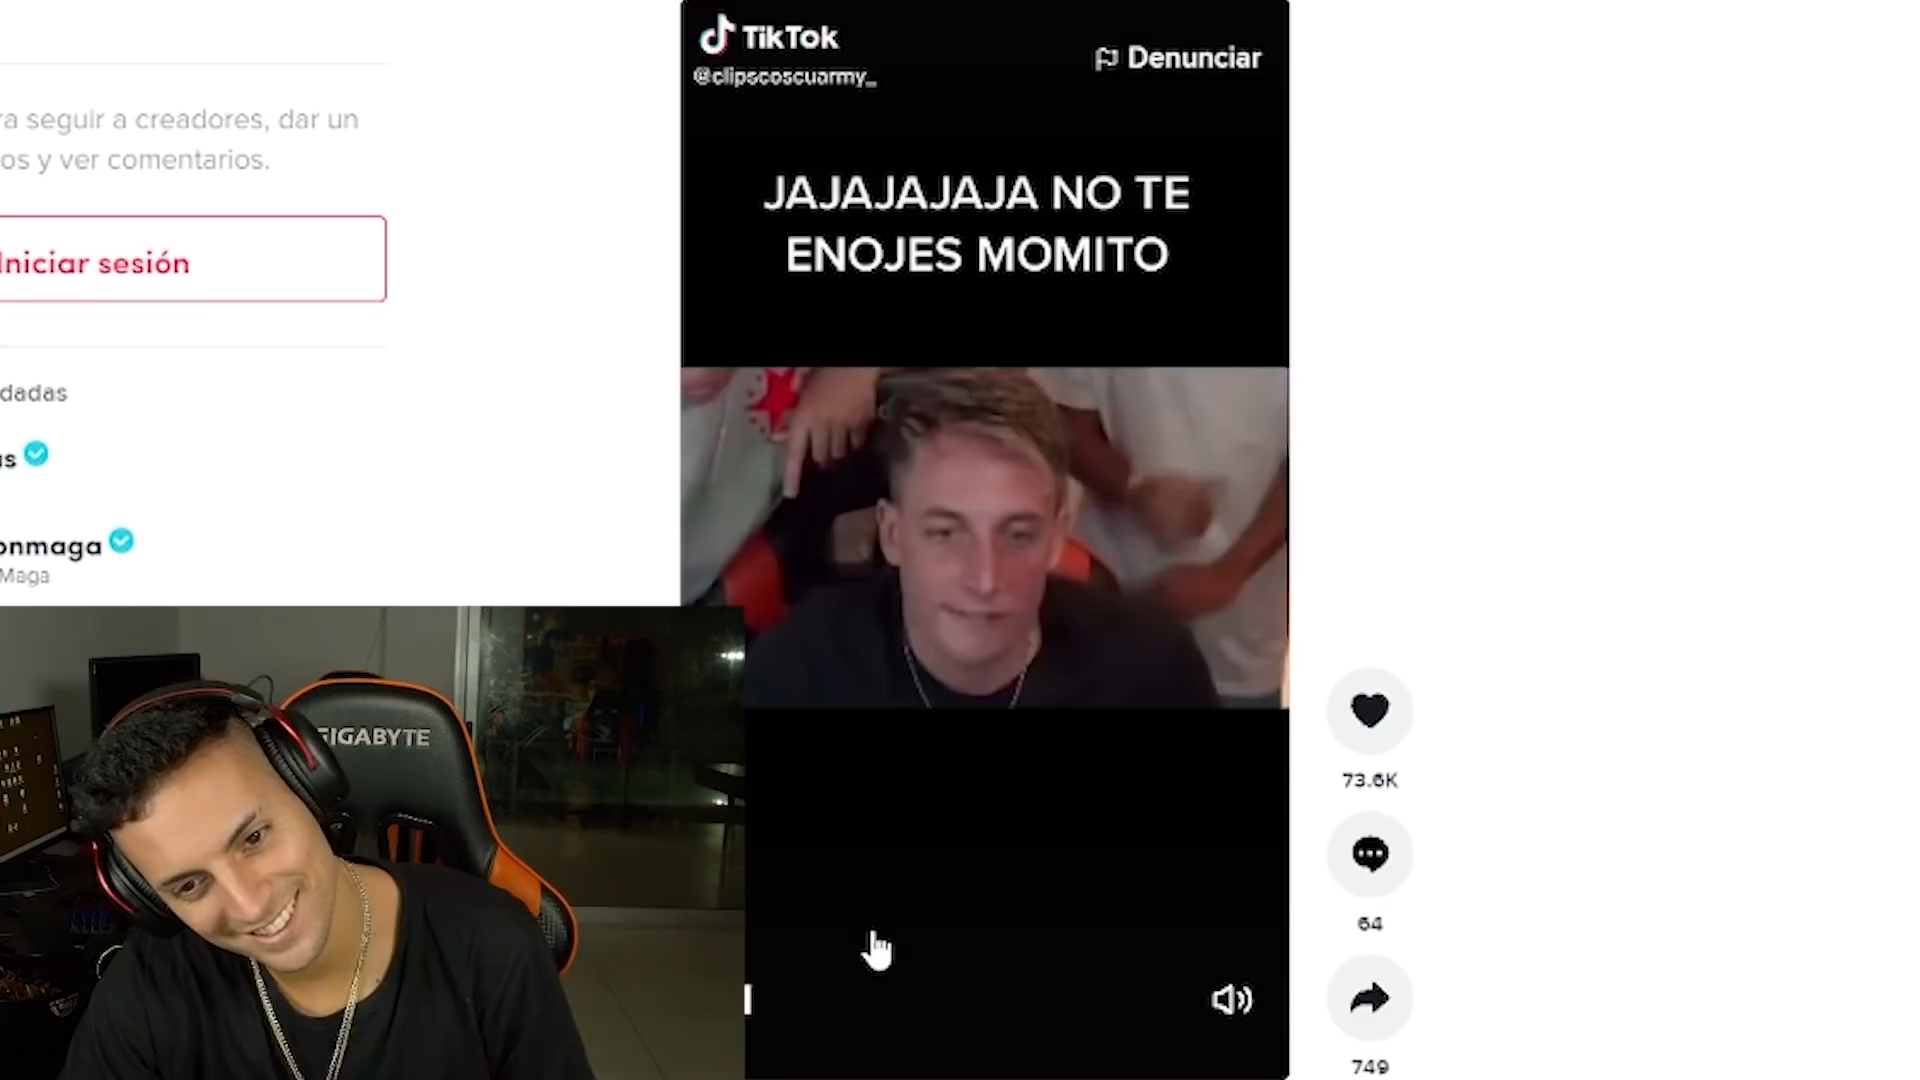 TikTok
@clipscoscuarmy_
Denunciar
ra seguir a creadores, dar un
os y ver comentarios.
JAJAJAJAJA NO TE
ENOJES MOMITO
Iniciar sesión
dadas
us
onmaga
Maga
GIGABYTE
73.6K
64
749